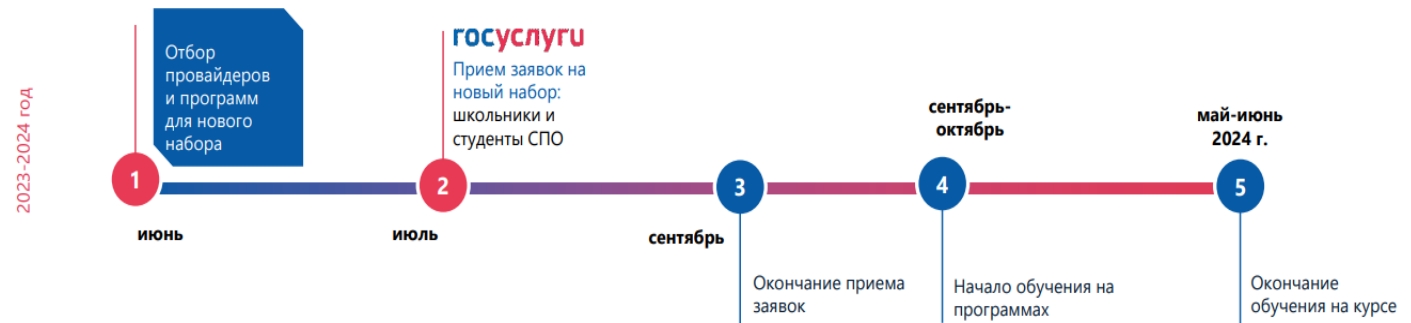 2023-2024 год
Отбор
провайдеров
и программ
для нового
набора
1
июнь
госуслуги
Прием заявок на
новый набор:
школьники и
студенты СПО
2
июль
3
сентябрь
Окончание приема
заявок
сентябрь-
октябрь
4
Начало обучения на
программах
май-июнь
2024 г.
5
Окончание
обучения на курсе